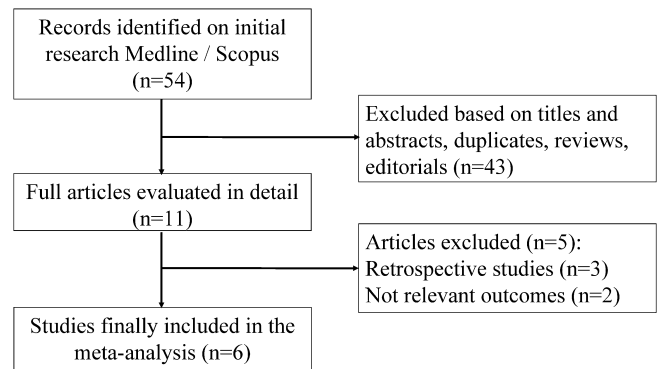 Records identified on initial
research Medline / Scopus
(n=54)
Excluded based on titles and
abstracts, duplicates, reviews,
editorials (n=43)
Full articles evaluated in detail
(n=11)
Articles excluded (n=5):
Retrospective studies (n=3)
Not relevant outcomes (n=2)
Studies finally included in the
meta-analysis (n=6)